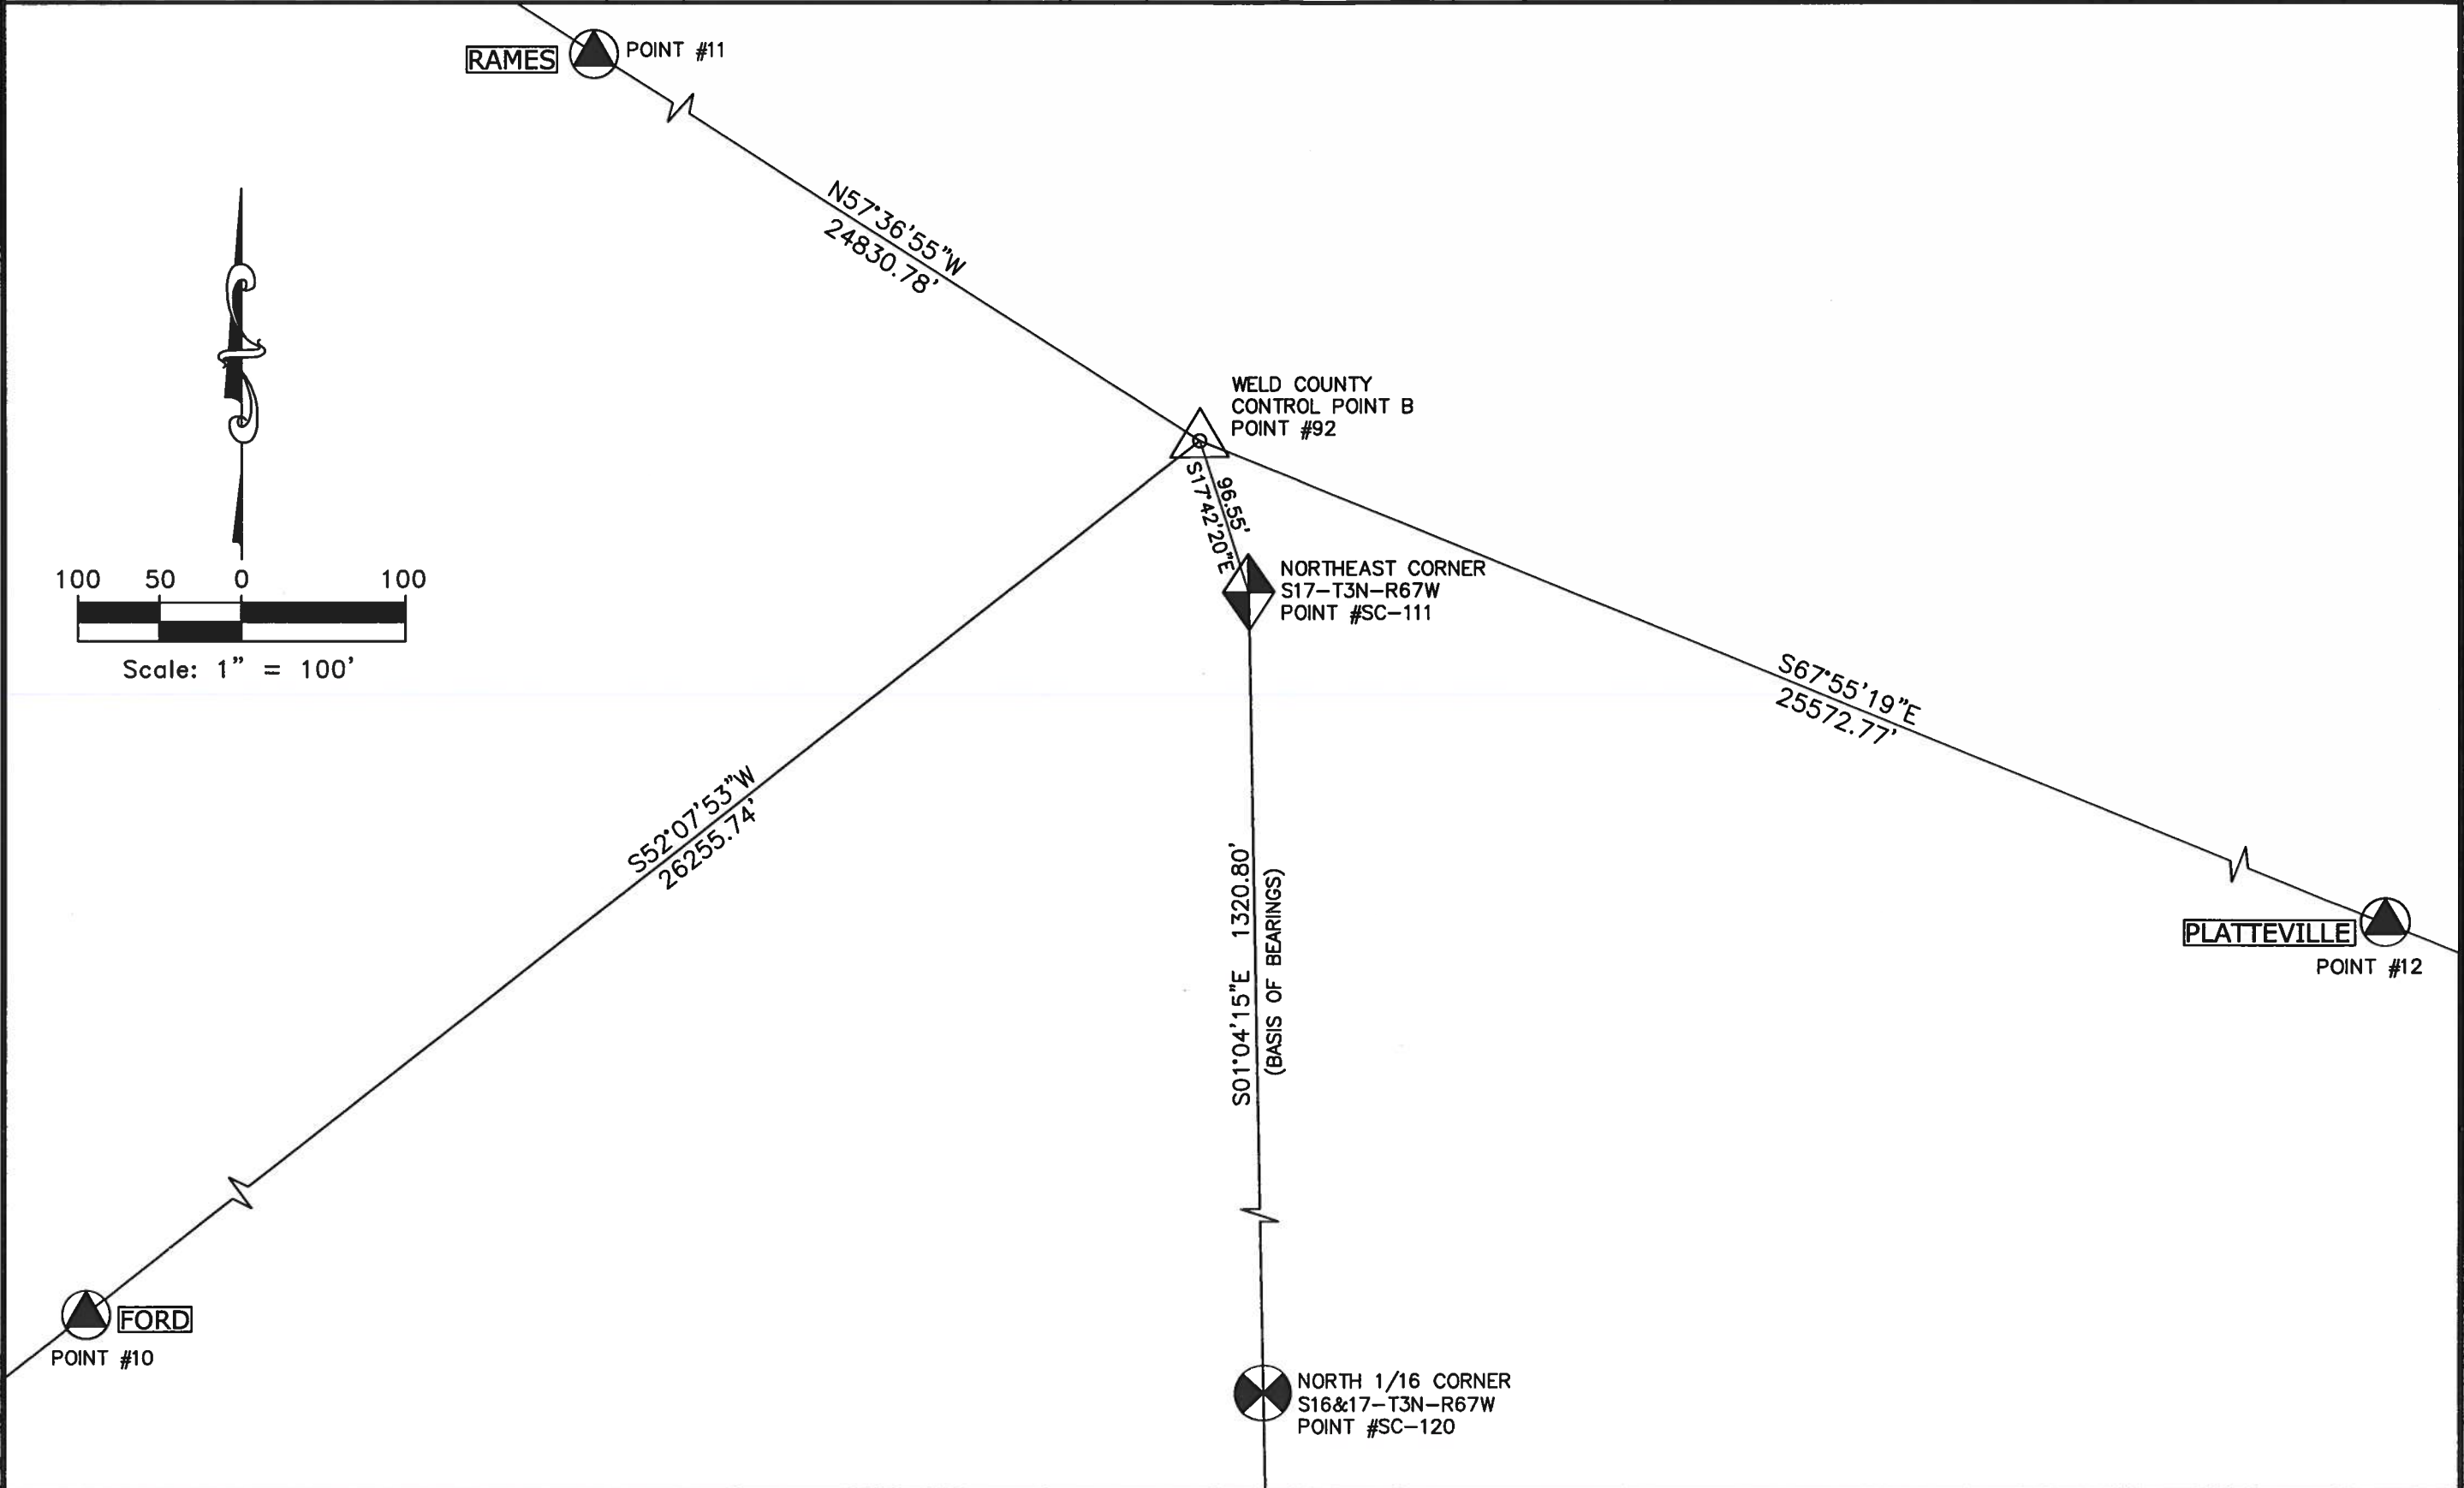 RAMES
POINT #11
N57°36'55"W
24830.78'
WELD COUNTY
CONTROL POINT B
POINT #92
96.55'
S17°42'20"E
NORTHEAST CORNER
S17-T3N-R67W
POINT #SC-111
100 50 0 100
Scale: 1" = 100'
S67°55'19"E
25572.77'
S52°07'53"W
26255.74'
S01°04'15"E 1320.80'
(BASIS OF BEARINGS)
PLATTEVILLE
POINT #12
FORD
POINT #10
NORTH 1/16 CORNER
S16&17-T3N-R67W
POINT #SC-120